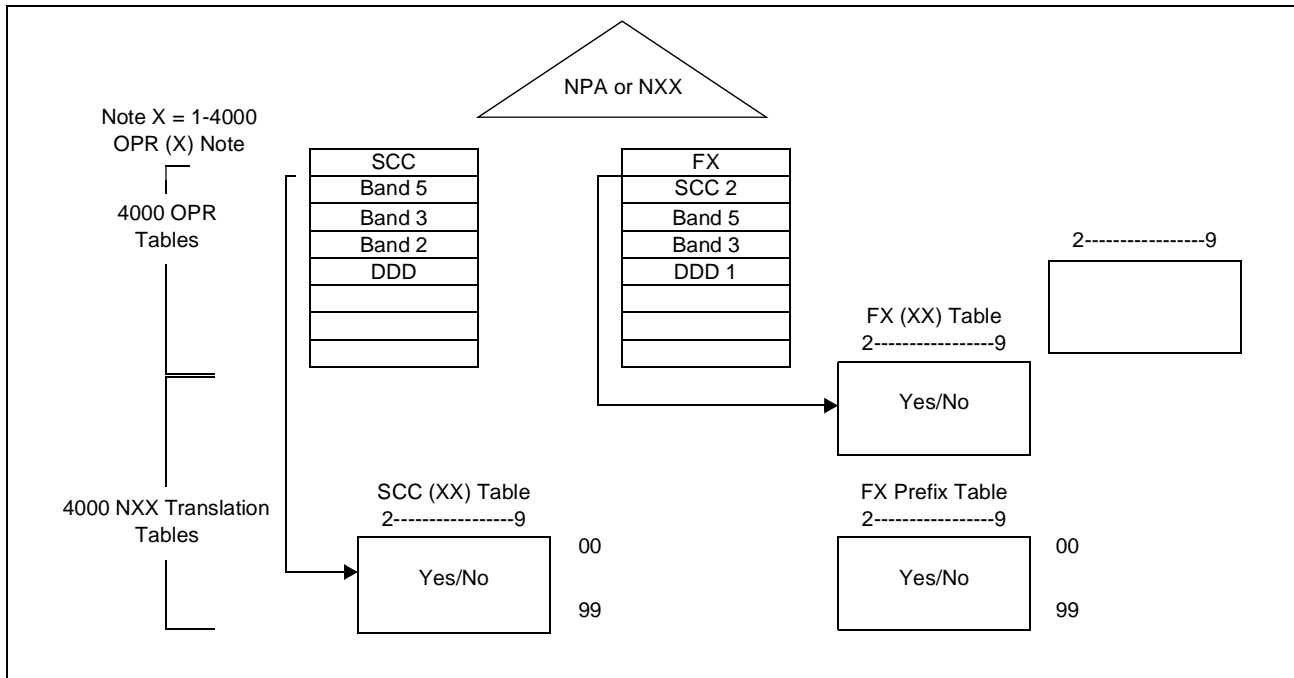 NPA or NXX
Note X = 1-4000
OPR (X) Note
4000 OPR
Tables
SCC
Band 5
Band 3
Band 2
DDD
FX
SCC 2
Band 5
Band 3
DDD 1
2-----------------9
FX (XX) Table
2-----------------9
Yes/No
4000 NXX Translation
Tables
SCC (XX) Table
2-----------------9
Yes/No
00
99
FX Prefix Table
2-----------------9
Yes/No
00
99